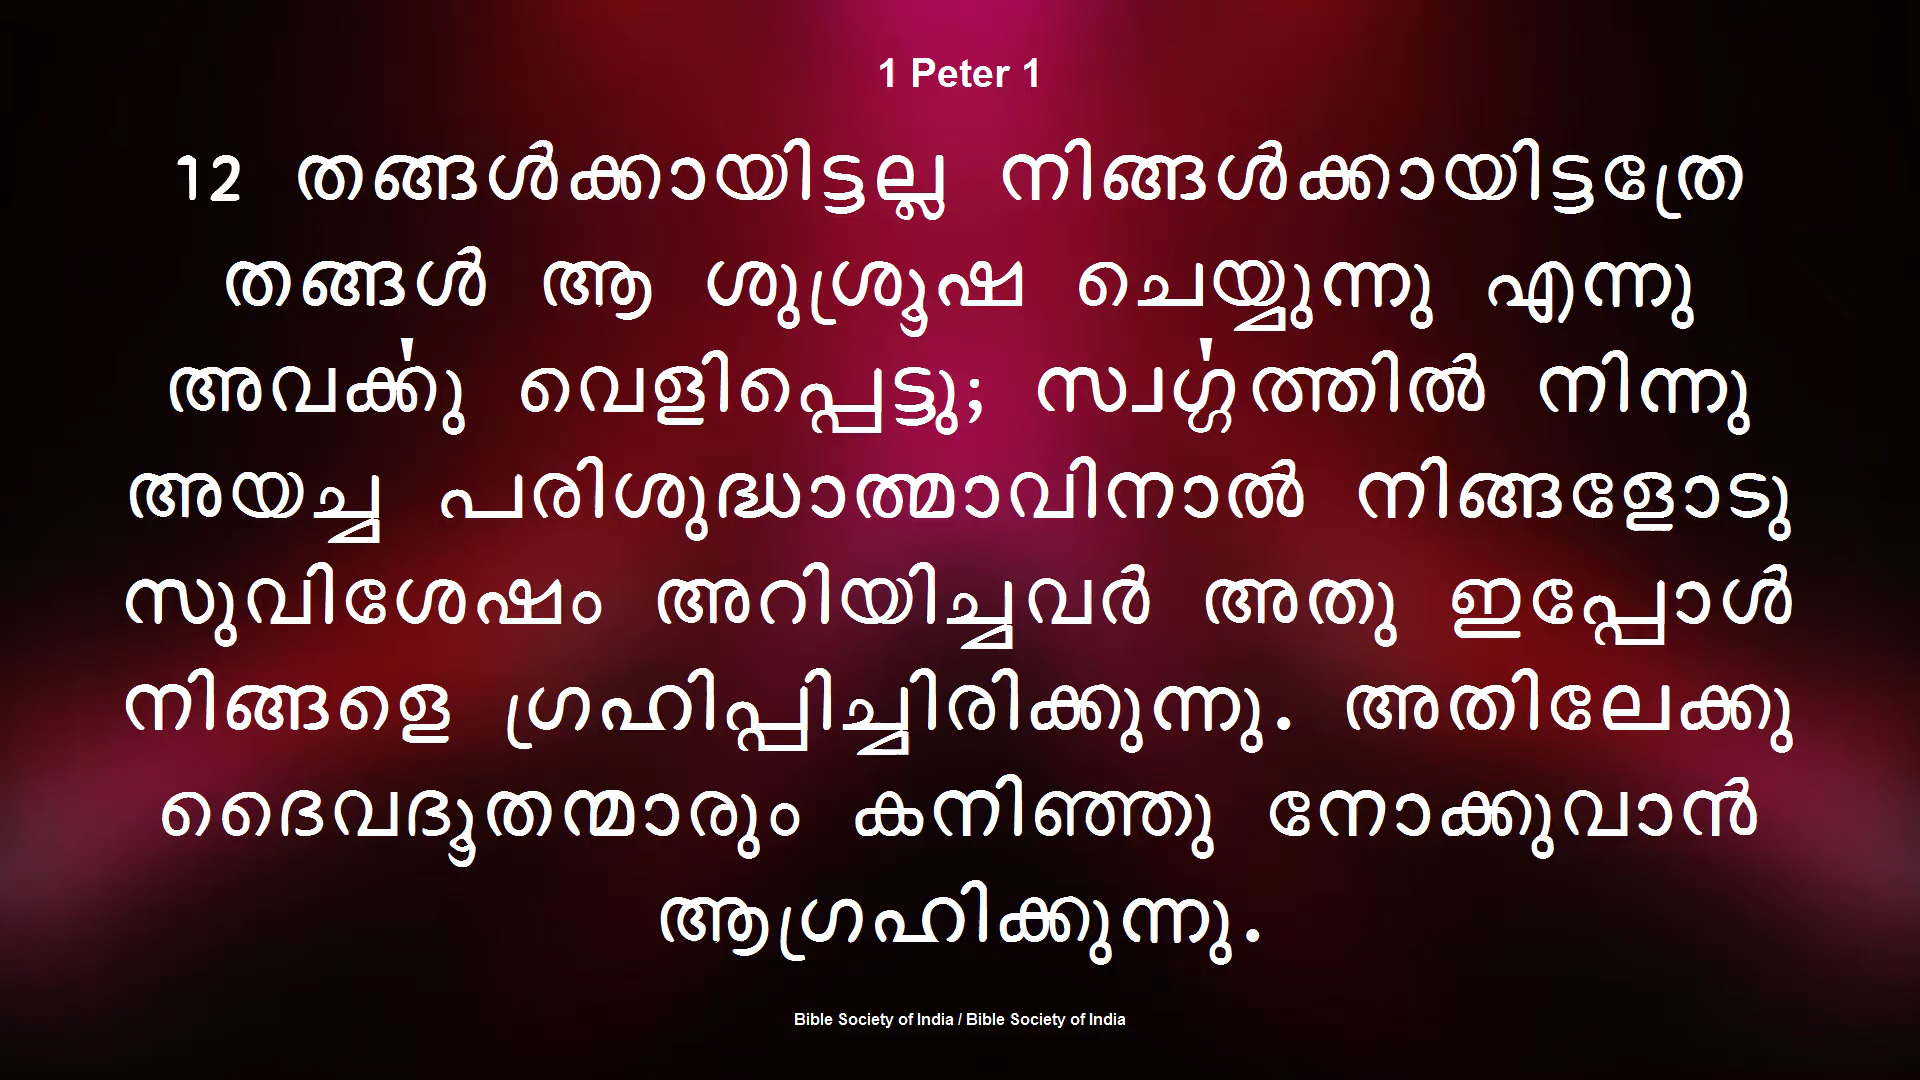 1 Peter 1
12 തങ്ങൾക്കായിട്ടല്ല നിങ്ങൾക്കായിട്ടത്രേ
തങ്ങൾ ആ ശുശ്രൂഷ ചെയ്യുന്നു എന്നു
അവൎക്കു വെളിപ്പെട്ടു; സ്വൎഗ്ഗത്തിൽ നിന്നു
അയച്ച പരിശുദ്ധാത്മാവിനാൽ നിങ്ങളോടു
സുവിശേഷം അറിയിച്ചവർ അതു ഇപ്പോൾ
നിങ്ങളെ ഗ്രഹിപ്പിച്ചിരിക്കുന്നു. അതിലേക്കു
ദൈവദൂതന്മാരും കനിഞ്ഞു നോക്കുവാൻ
ആഗ്രഹിക്കുന്നു.
Bible Society of India / Bible Society of India